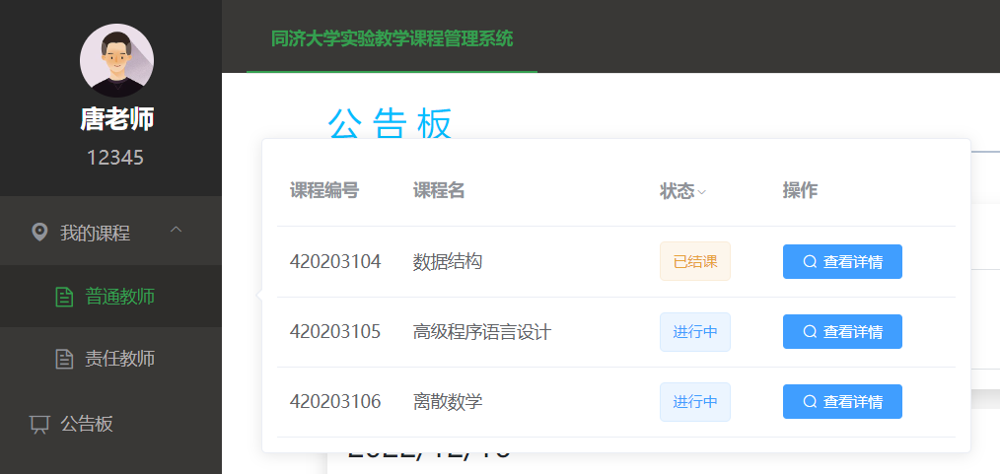 同济大学实验教学课程管理系统
唐老师
12345
我的课程
普通教师
责任教师
公告板
公告板
课程编号 课程名 状态 操作
420203104 数据结构 已结课 查看详情
420203105 高级程序语言设计 进行中 查看详情
420203106 离散数学 进行中 查看详情